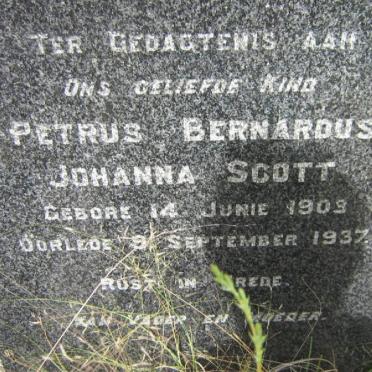 TER GEDAGTENIS AAN
ONS GELIEFDE KIND
PETRUS BERNARDUS
JOHANNA SCOTT
GEBORE 14 JUNIE 1903
OORLEDE 9 SEPTEMBER 1937
RUST IN VREDE.
VAN VADER EN MOEDER.